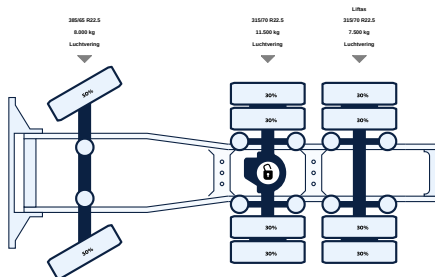 385/65 R22.5
8.000 kg
Luchtvering
315/70 R22.5
11.500 kg
Luchtvering
Liftas
315/70 R22.5
7.500 kg
Luchtvering
50%
30%
30%
30%
30%
50%
30%
30%
30%
30%